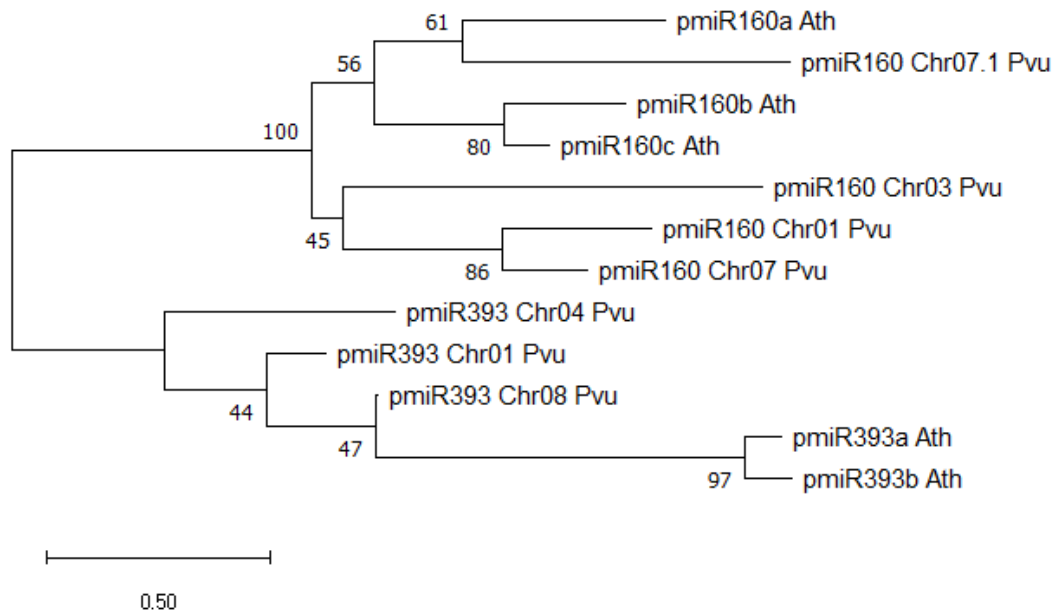 61
pmiR160a Ath
56
pmiR160 Chr07.1 Pvu
pmiR160b Ath
100
80
pmiR160c Ath
pmiR160 Chr03 Pvu
45
pmiR160 Chr01 Pvu
86
pmiR160 Chr07 Pvu
pmiR393 Chr04 Pvu
pmiR393 Chr01 Pvu
44
pmiR393 Chr08 Pvu
47
pmiR393a Ath
97
pmiR393b Ath
0.50